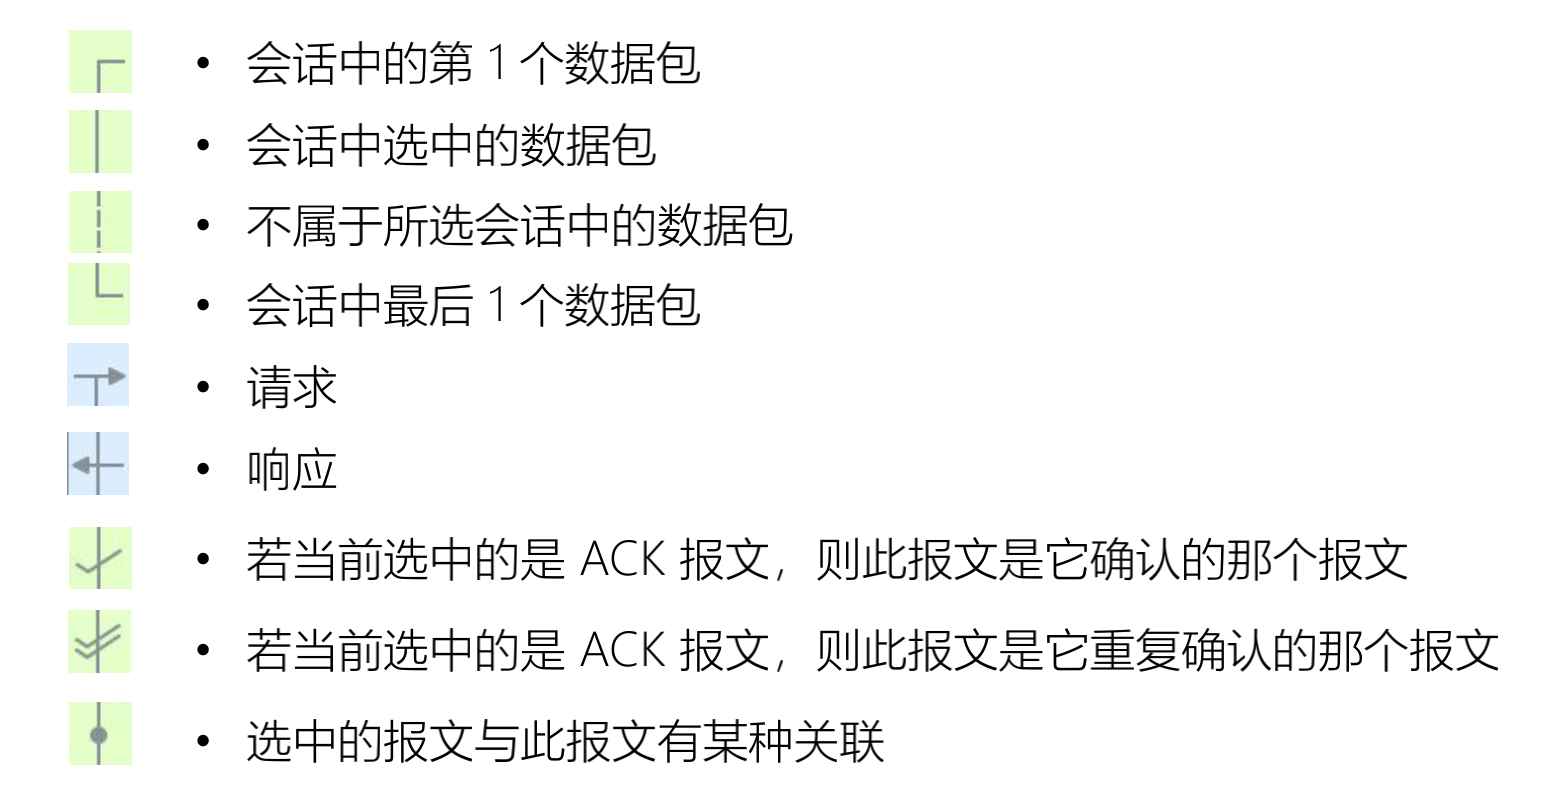 • 会话中的第 1 个数据包
• 会话中选中的数据包
• 不属于所选会话中的数据包
• 会话中最后 1 个数据包
• 请求
• 响应
• 若当前选中的是 ACK 报文，则此报文是它确认的那个报文
• 若当前选中的是 ACK 报文，则此报文是它重复确认的那个报文
• 选中的报文与此报文有某种关联